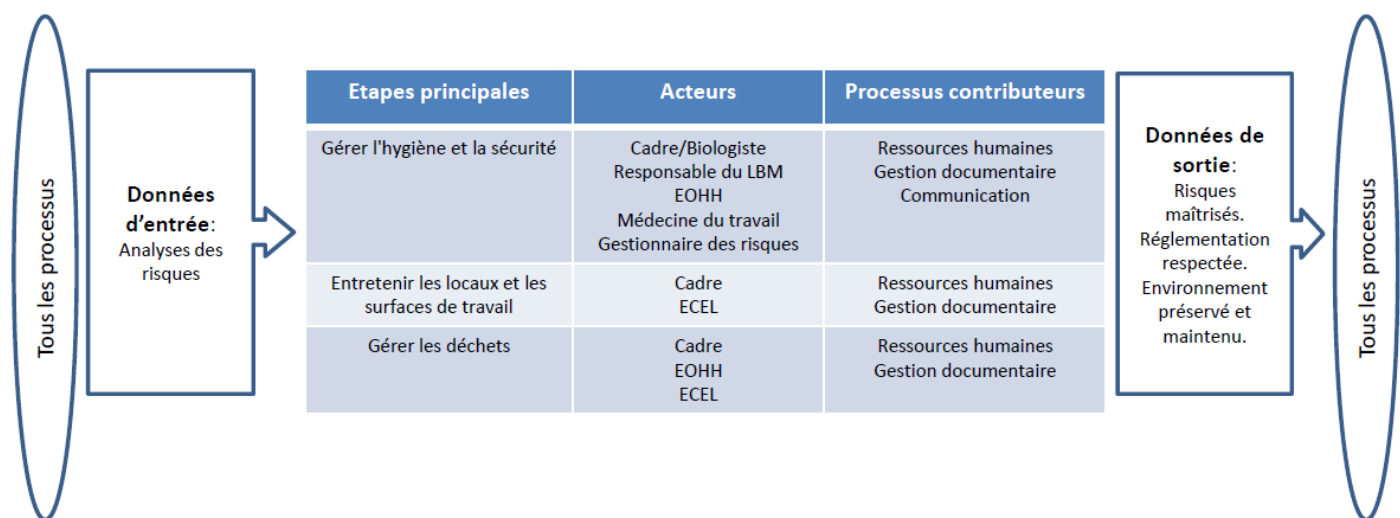 Tous les processus
Données
d'entrée:
Analyses des
risques
Etapes principales
Acteurs
Processus contributeurs
Gérer l'hygiène et la sécurité
Cadre/Biologiste
Responsable du LBM
EOHH
Médecine du travail
Gestionnaire des risques
Ressources humaines
Gestion documentaire
Communication
Entretenir les locaux et les
surfaces de travail
Cadre
ECEL
Ressources humaines
Gestion documentaire
Gérer les déchets
Cadre
EOHH
ECEL
Ressources humaines
Gestion documentaire
Données de
sortie:
Risques
maîtrisés.
Réglementation
respectée.
Environnement
préservé et
maintenu.
Tous les processus